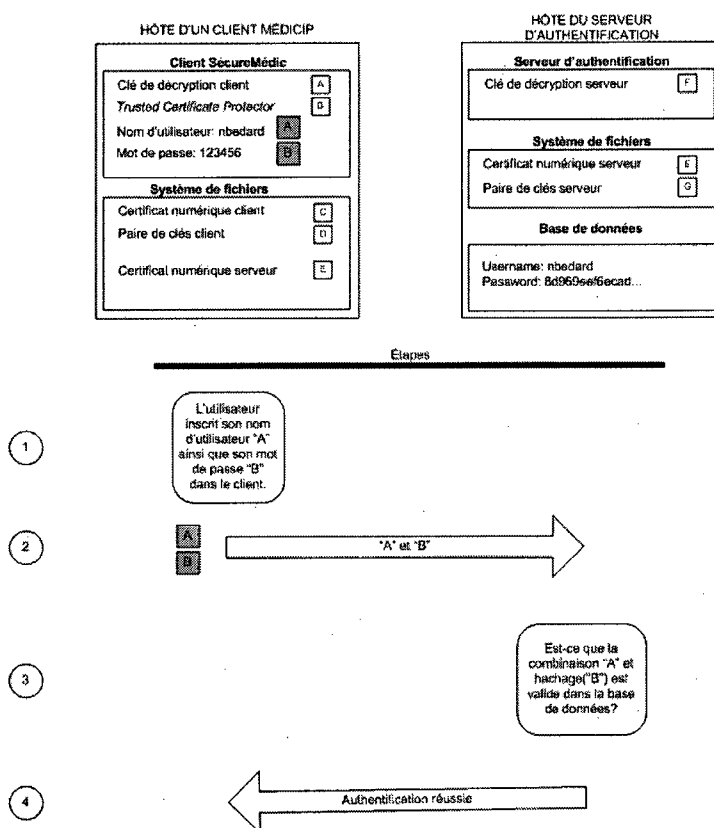 HÔTE D'UN CLIENT MÉDICIP
Client SécureMédic
Clé de décryption client A
Trusted Certificate Protector B
Nom d'utilisateur: nbedard A
Mot de passe: 123456 B
Système de fichiers
Certificat numérique client C
Paire de clés client D
Certificat numérique serveur E
HÔTE DU SERVEUR
D'AUTHENTIFICATION
Serveur d'authentification
Clé de décryption serveur F
Système de fichiers
Certificat numérique serveur E
Paire de clés serveur G
Base de données
Username: nbedard
Password: 8d969eef6ecad...
Étapes
1
L'utilisateur
inscrit son nom
d'utilisateur "A"
ainsi que son mot
de passe "B"
dans le client.
2
A
B
"A" et "B"
3
Est-ce que la
combinaison "A" et
hachage("B") est
valide dans la base
de données?
4
Authentification réussie